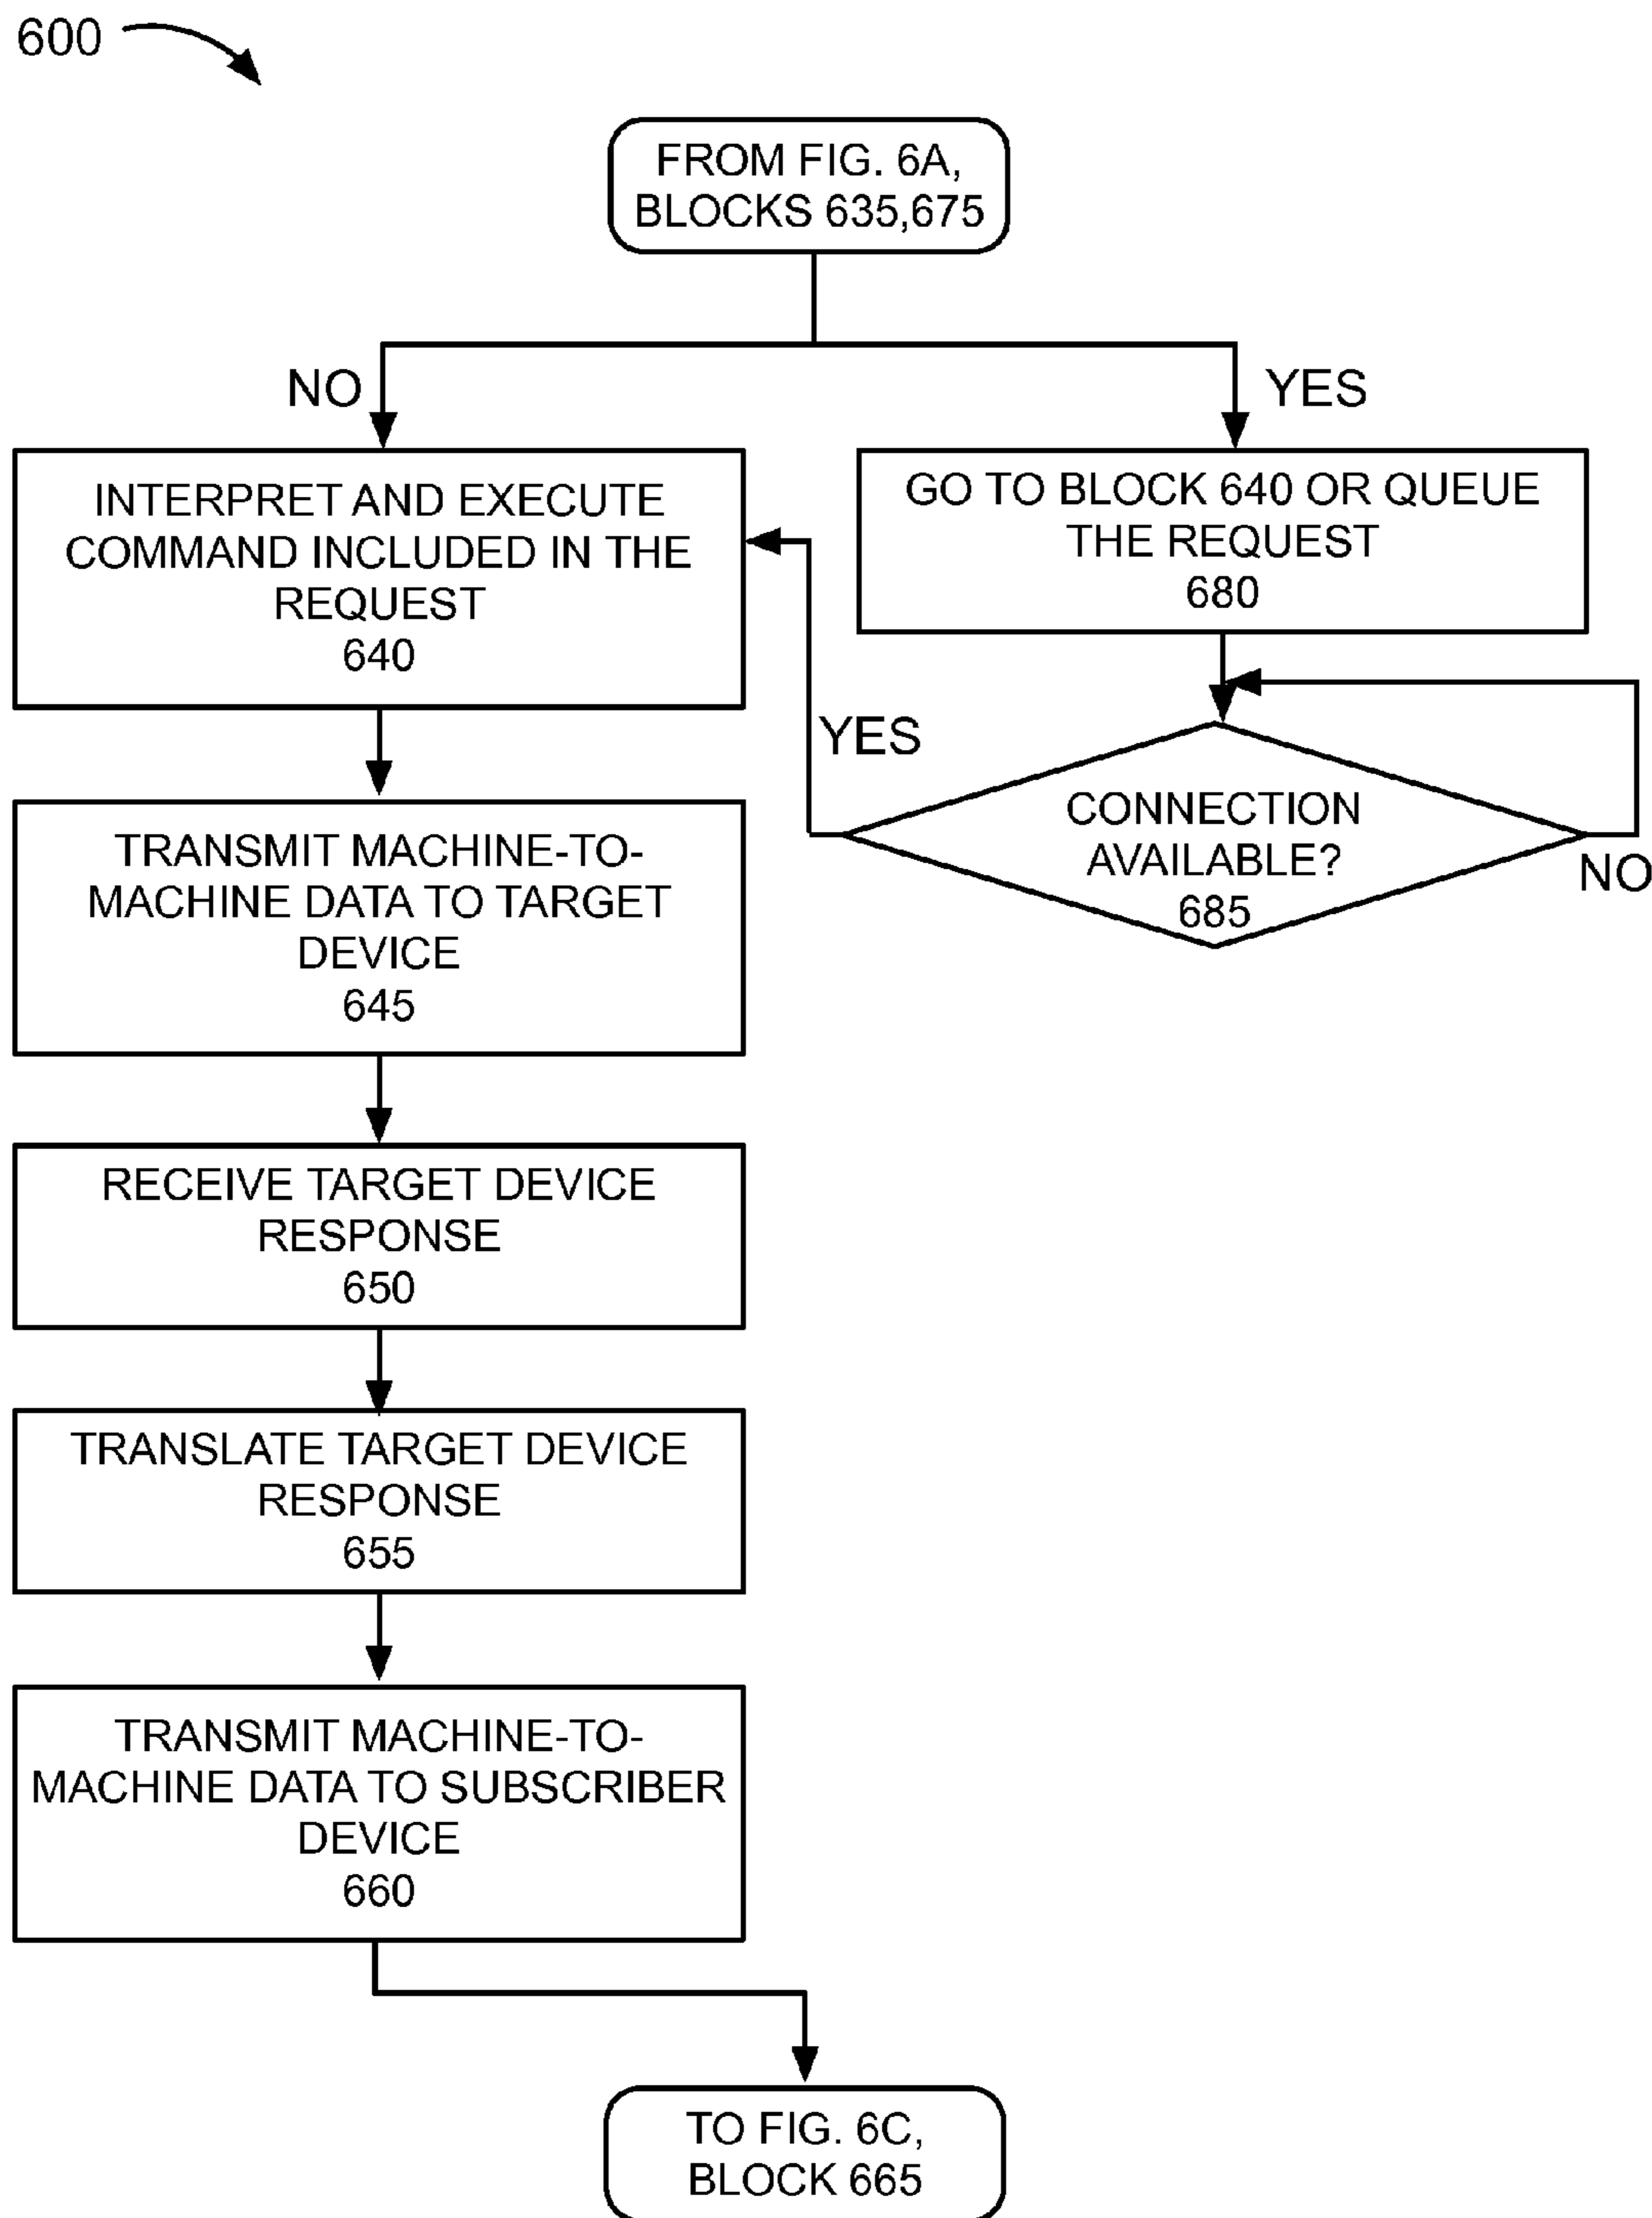 600
FROM FIG. 6A,
BLOCKS 635,675
NO
YES
INTERPRET AND EXECUTE
COMMAND INCLUDED IN THE
REQUEST
640
GO TO BLOCK 640 OR QUEUE
THE REQUEST
680
YES
CONNECTION
AVAILABLE?
685
NO
TRANSMIT MACHINE-TO-
MACHINE DATA TO TARGET
DEVICE
645
RECEIVE TARGET DEVICE
RESPONSE
650
TRANSLATE TARGET DEVICE
RESPONSE
655
TRANSMIT MACHINE-TO-
MACHINE DATA TO SUBSCRIBER
DEVICE
660
TO FIG. 6C,
BLOCK 665